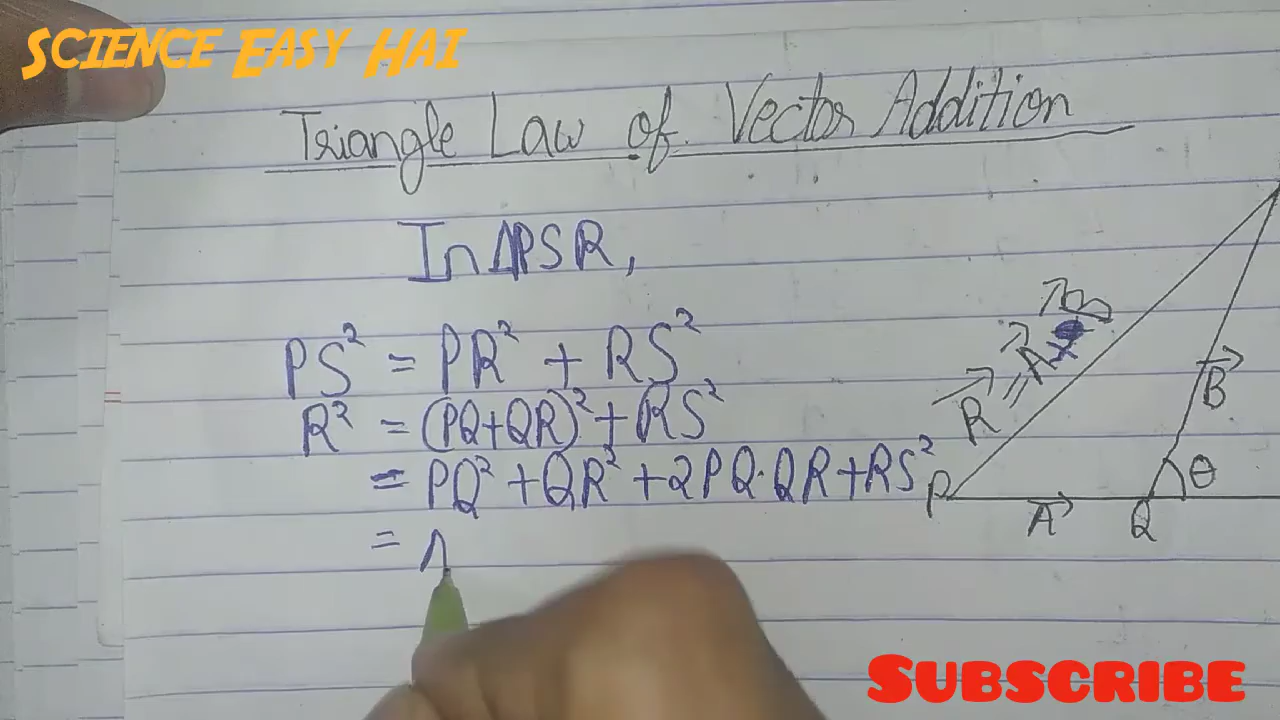 SCIENCE EASY HAI
Triangle Law of Vector Addition
In ΔPSR,
PS² = PR² + RS²
R² = (PQ+QR)² + RS²
= PQ² + QR² + 2PQ·QR + RS²
=
R = A + B
B
θ
P
A
Q
SUBSCRIBE